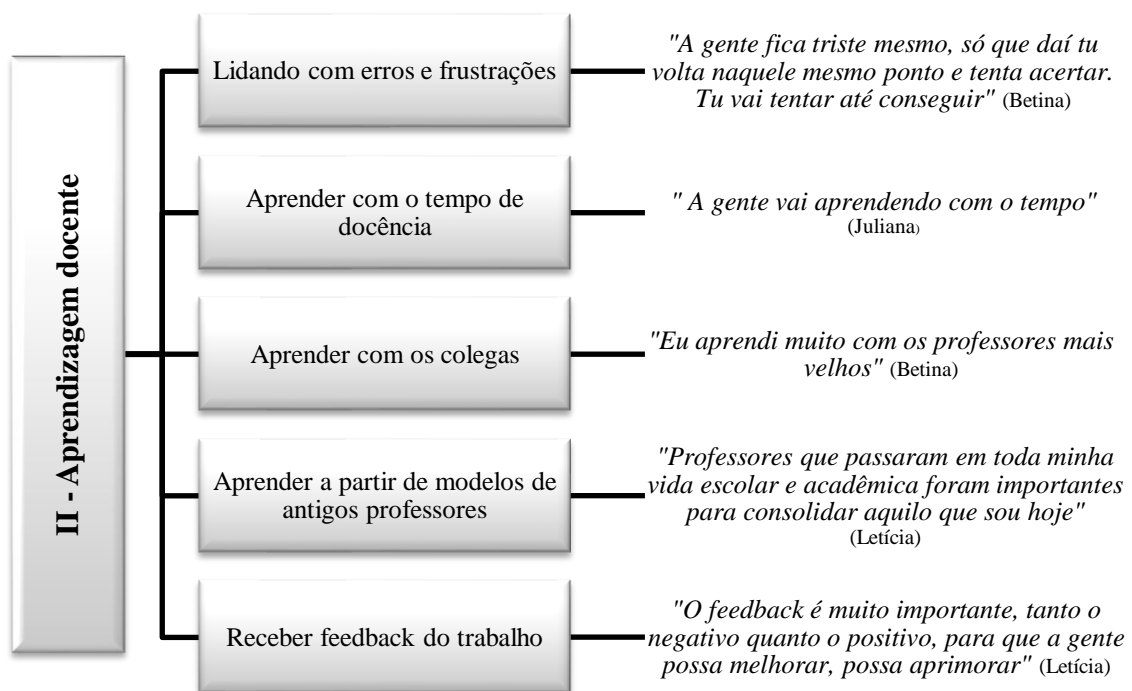 II - Aprendizagem docente
Lidando com erros e frustrações
"A gente fica triste mesmo, só que daí tu
volta naquele mesmo ponto e tenta acertar.
Tu vai tentar até conseguir" (Betina)
Aprender com o tempo de
docência
" A gente vai aprendendo com o tempo"
(Juliana)
Aprender com os colegas
"Eu aprendi muito com os professores mais
velhos" (Betina)
Aprender a partir de modelos de
antigos professores
"Professores que passaram em toda minha
vida escolar e acadêmica foram importantes
para consolidar aquilo que sou hoje"
(Letícia)
Receber feedback do trabalho
"O feedback é muito importante, tanto o
negativo quanto o positivo, para que a gente
possa melhorar, possa aprimorar" (Letícia)